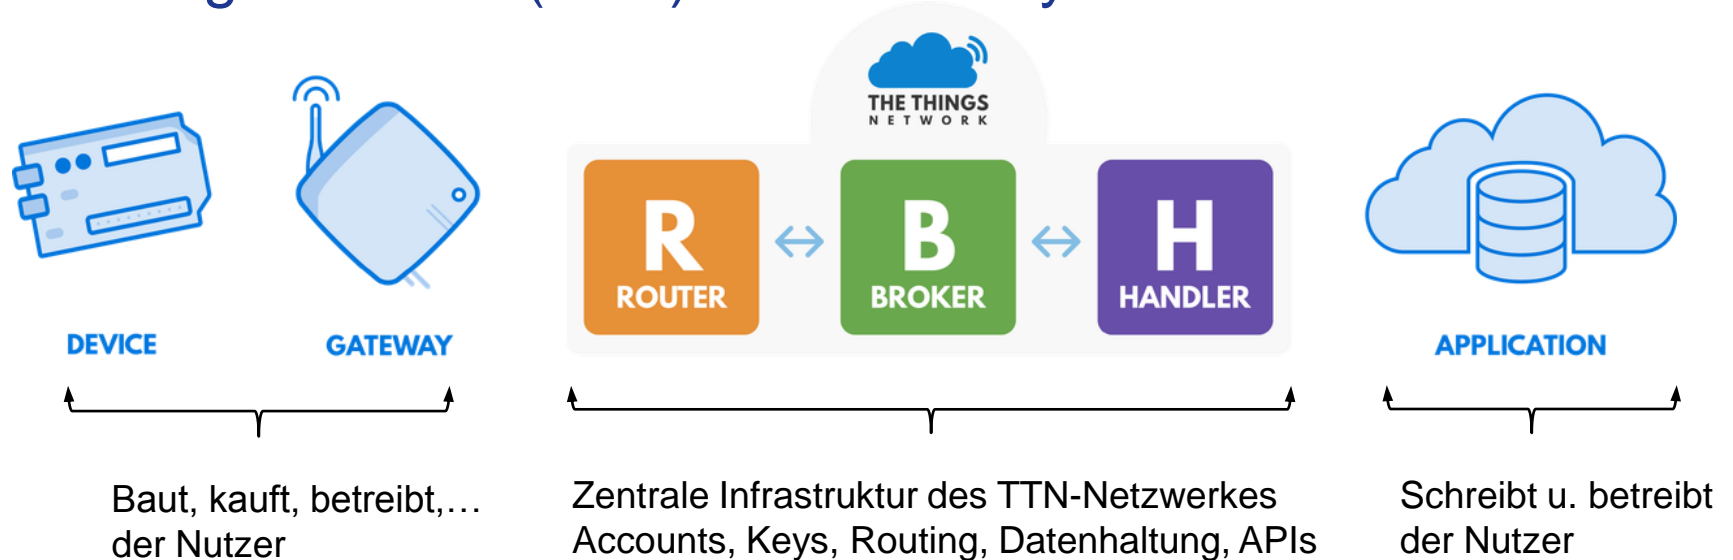 THE THINGS
NETWORK
R
ROUTER
B
BROKER
H
HANDLER
DEVICE
GATEWAY
APPLICATION
Baut, kauft, betreibt,…
der Nutzer
Zentrale Infrastruktur des TTN-Netzwerkes
Accounts, Keys, Routing, Datenhaltung, APIs
Schreibt u. betreibt
der Nutzer